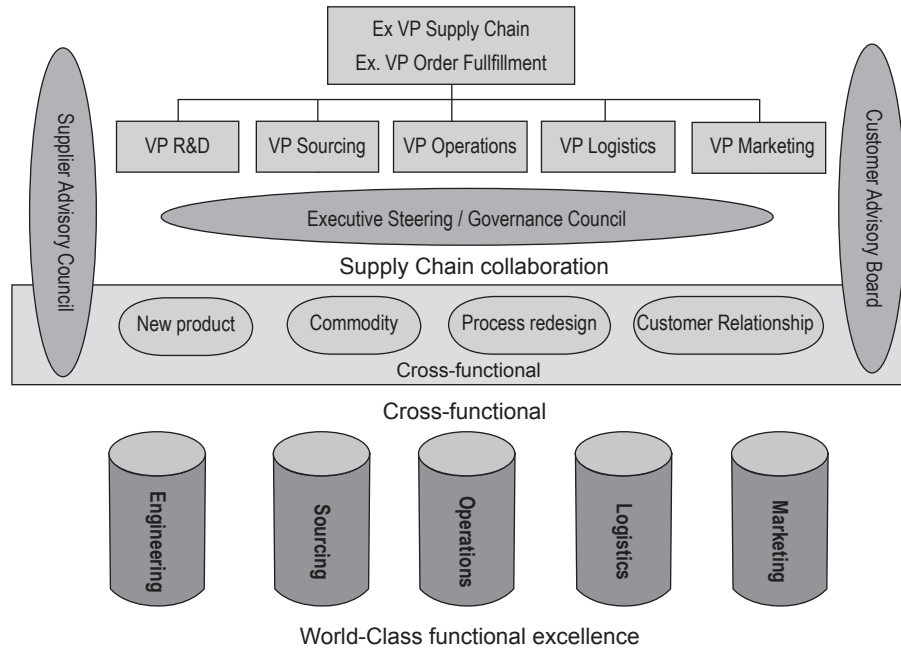 Ex VP Supply Chain
Ex. VP Order Fullfillment
Supplier Advisory Council
Customer Advisory Board
VP R&D
VP Sourcing
VP Operations
VP Logistics
VP Marketing
Executive Steering / Governance Council
Supply Chain collaboration
New product
Commodity
Process redesign
Customer Relationship
Cross-functional
Cross-functional
Engineering
Sourcing
Operations
Logistics
Marketing
World-Class functional excellence